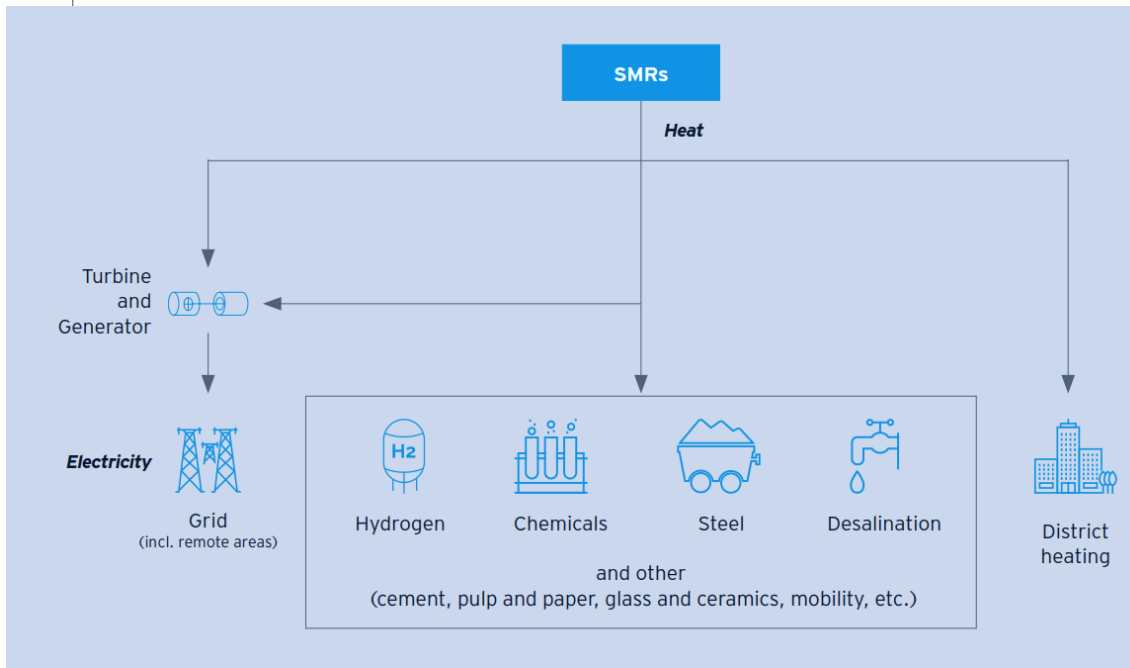 SMRs
Heat
Turbine
and
Generator
Electricity
Grid
(incl. remote areas)
H2
Hydrogen
Chemicals
Steel
Desalination
and other
(cement, pulp and paper, glass and ceramics, mobility, etc.)
District
heating